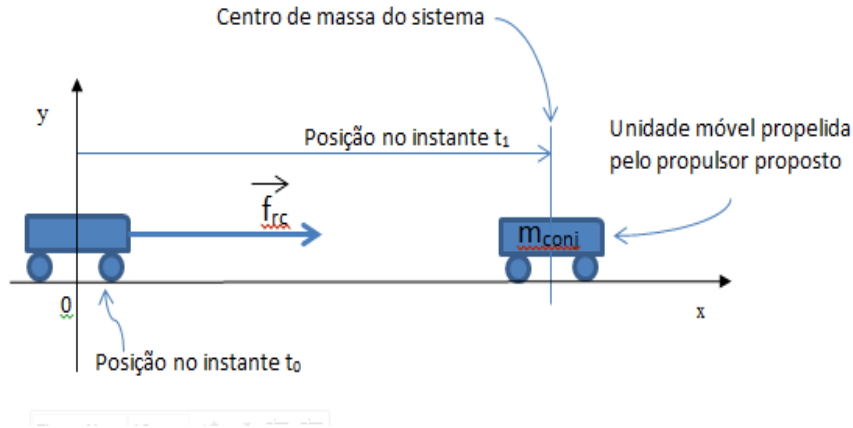 Centro de massa do sistema
y
Posição no instante t₁
Unidade móvel propelida
pelo propulsor proposto
f_rc
m_conj
0
x
Posição no instante t₀